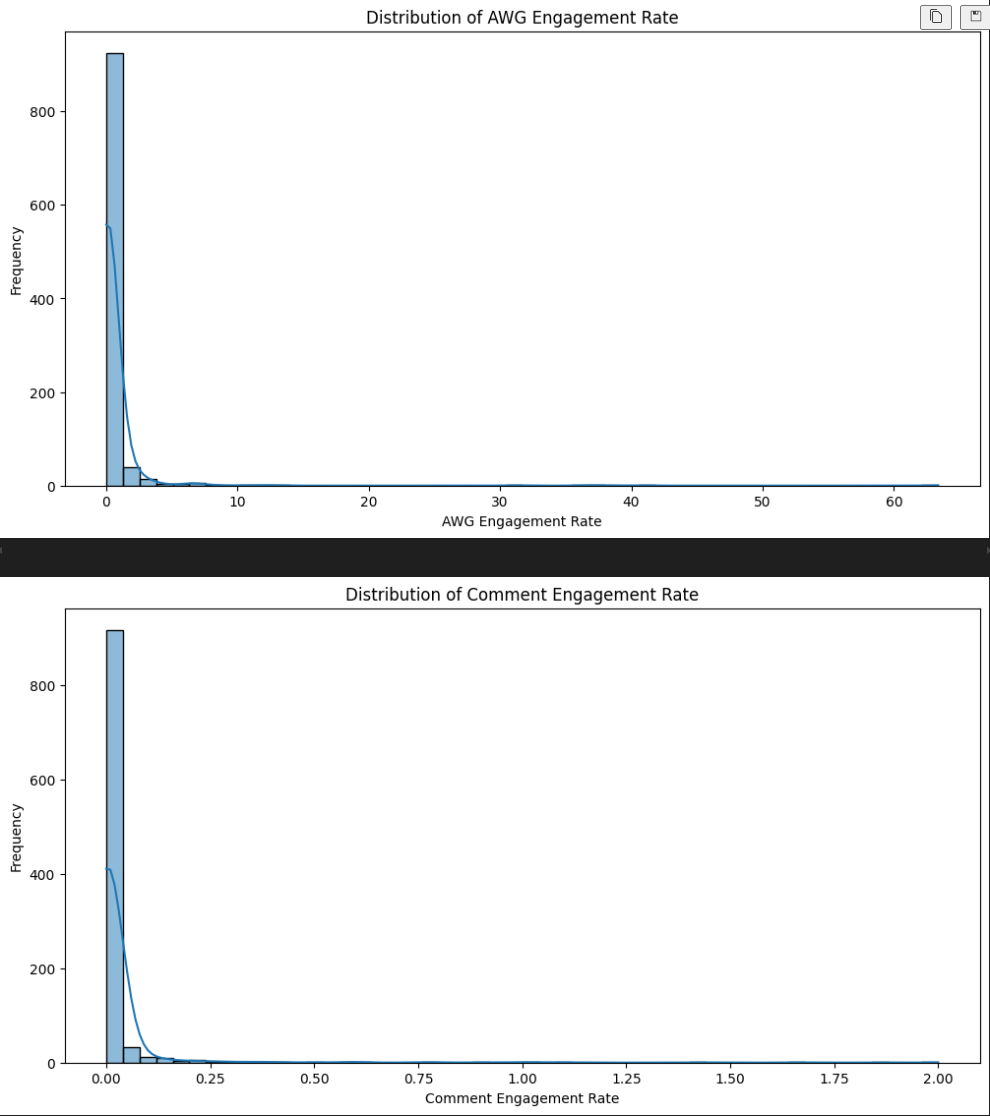 Distribution of AWG Engagement Rate
Frequency
800
600
400
200
0
0 10 20 30 40 50 60
AWG Engagement Rate
Distribution of Comment Engagement Rate
Frequency
800
600
400
200
0
0.00 0.25 0.50 0.75 1.00 1.25 1.50 1.75 2.00
Comment Engagement Rate